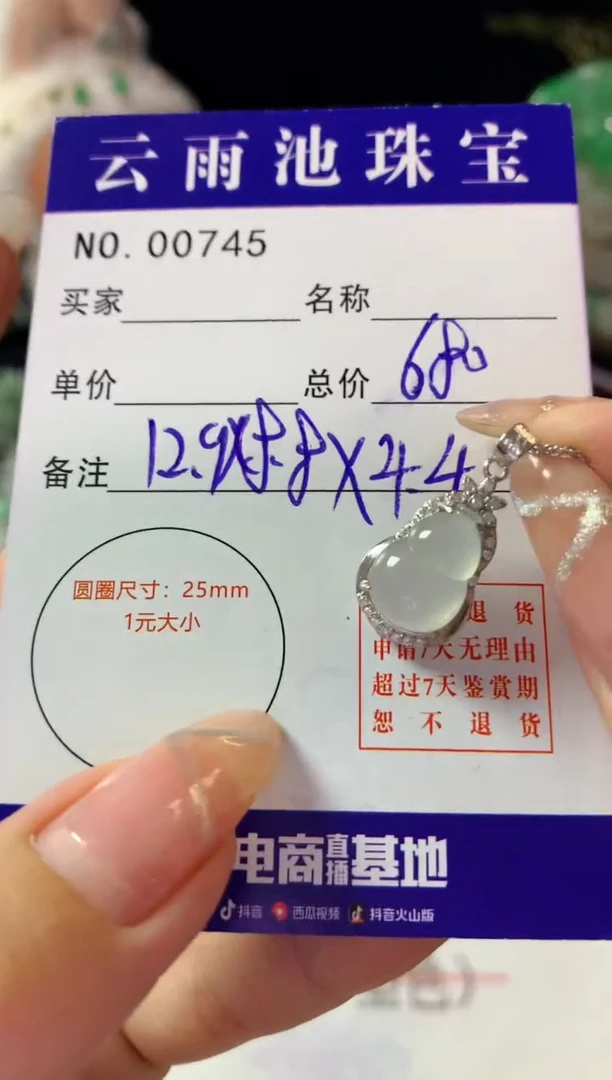 云雨池珠宝
NO. 00745
买家 名称
单价 总价 680
备注 12.9X8.8X4.4
圆圈尺寸：25mm
1元大小
退货
申请7天无理由
超过7天鉴赏期
恕不退货
电商直播基地
抖音 西瓜视频 抖音火山版